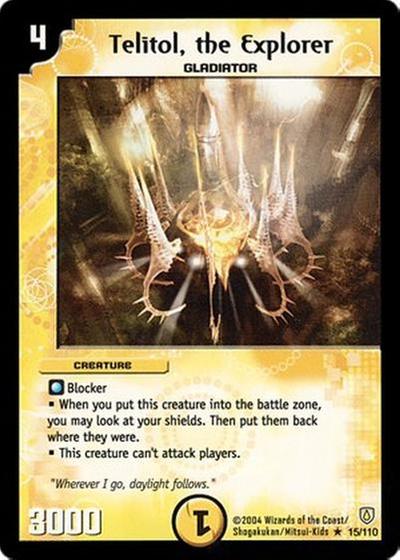 4
Telitol, the Explorer
GLADIATOR
CREATURE
Blocker
▪ When you put this creature into the battle zone,
you may look at your shields. Then put them back
where they were.
▪ This creature can't attack players.
"Wherever I go, daylight follows."
3000
1
©2004 Wizards of the Coast/
Shogakukan/Mitsui-Kids ★ 15/110